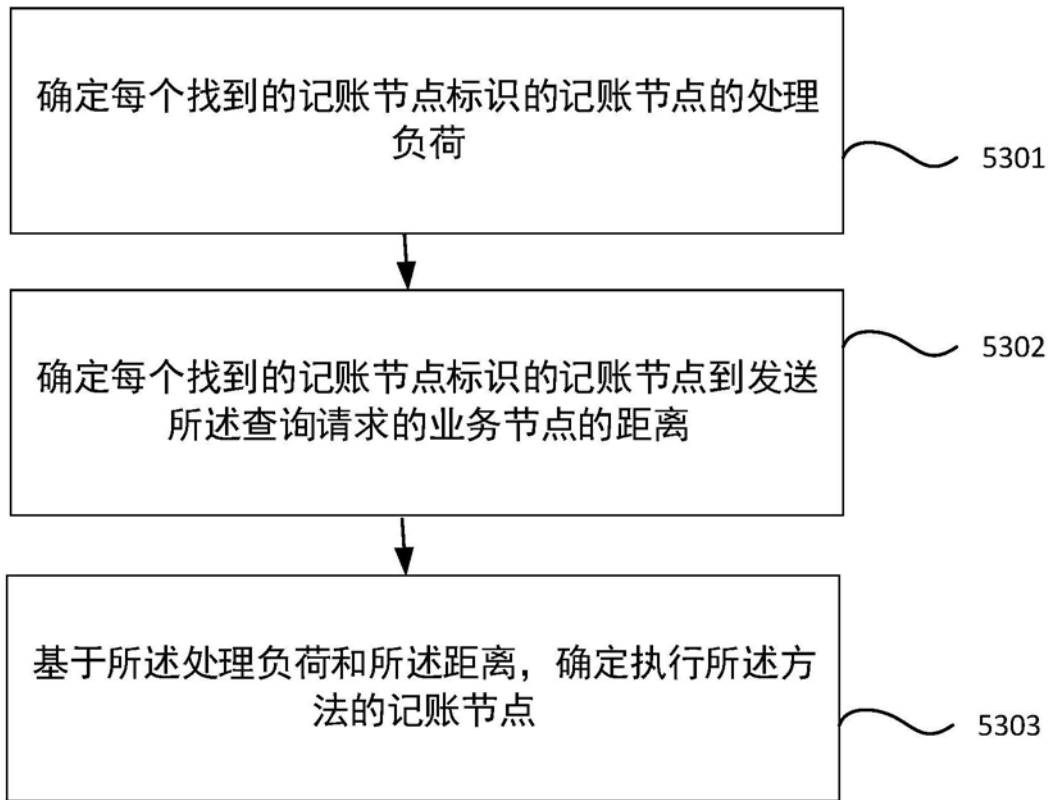 确定每个找到的记账节点标识的记账节点的处理
负荷
5301
确定每个找到的记账节点标识的记账节点到发送
所述查询请求的业务节点的距离
5302
基于所述处理负荷和所述距离，确定执行所述方
法的记账节点
5303